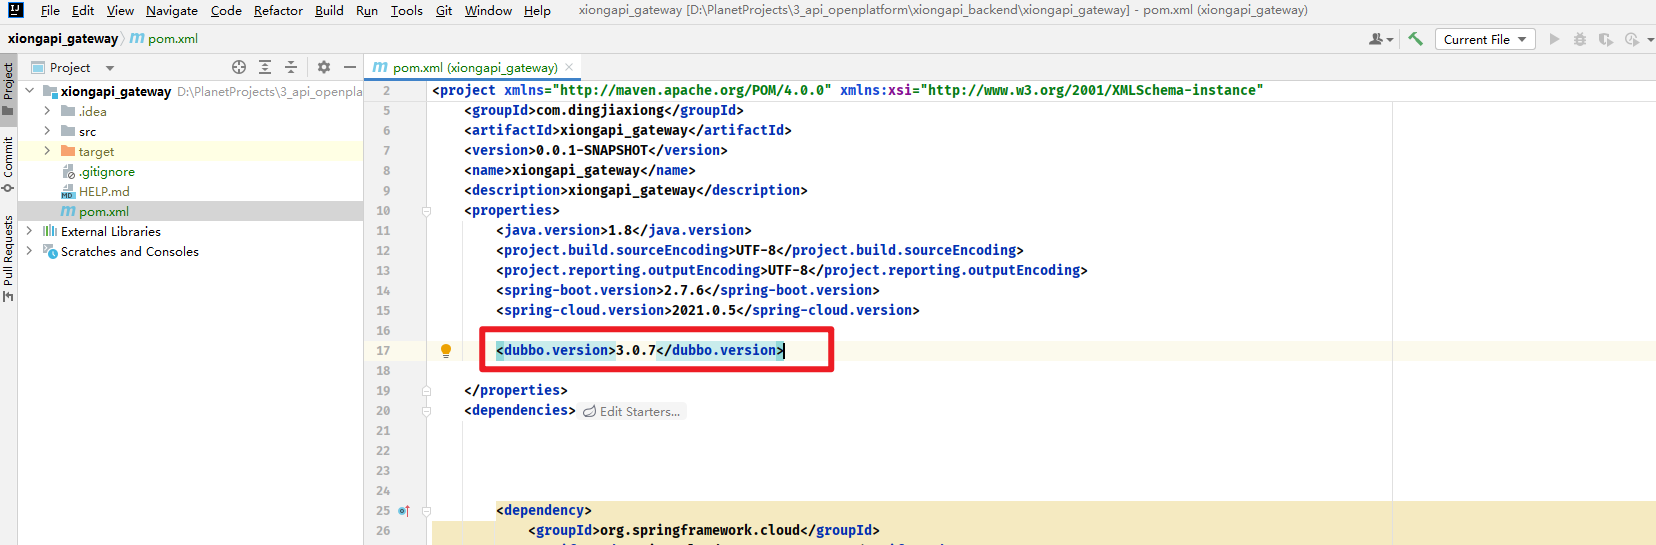 File Edit View Navigate Code Refactor Build Run Tools Git Window Help xiongapi_gateway [D:\PlanetProjects\3_api_openplatform\xiongapi_backend\xiongapi_gateway] - pom.xml (xiongapi_gateway)
xiongapi_gateway pom.xml
Current File
Project
Commit
Pull Requests
Project
xiongapi_gateway D:\PlanetProjects\3_api_openpla
.idea
src
target
.gitignore
HELP.md
pom.xml
External Libraries
Scratches and Consoles
pom.xml (xiongapi_gateway)
2 <project xmlns="http://maven.apache.org/POM/4.0.0" xmlns:xsi="http://www.w3.org/2001/XMLSchema-instance"
5 <groupId>com.dingjiaxiong</groupId>
6 <artifactId>xiongapi_gateway</artifactId>
7 <version>0.0.1-SNAPSHOT</version>
8 <name>xiongapi_gateway</name>
9 <description>xiongapi_gateway</description>
10 <properties>
11 <java.version>1.8</java.version>
12 <project.build.sourceEncoding>UTF-8</project.build.sourceEncoding>
13 <project.reporting.outputEncoding>UTF-8</project.reporting.outputEncoding>
14 <spring-boot.version>2.7.6</spring-boot.version>
15 <spring-cloud.version>2021.0.5</spring-cloud.version>
16
17 <dubbo.version>3.0.7</dubbo.version>
18
19 </properties>
20 <dependencies> Edit Starters...
21
22
23
24
25 <dependency>
26 <groupId>org.springframework.cloud</groupId>